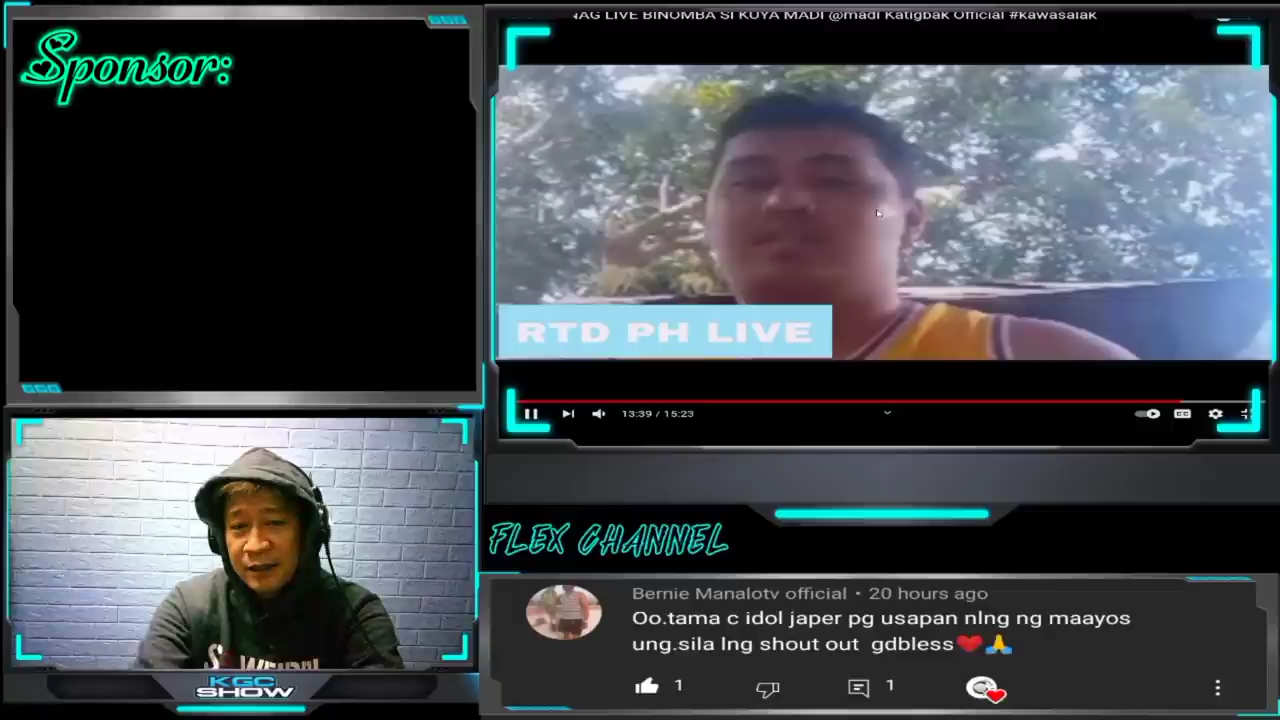 Sponsor:
NAG LIVE BINOMBA SI KUYA MADI @madi Katigbak Official #kawasalak
RTD PH LIVE
13:39 / 15:23
KGC
SHOW
FLEX CHANNEL
Bernie Manalotv official • 20 hours ago
Oo.tama c idol japer pg usapan nlng ng maayos
ung.sila lng shout out gdbless❤️🙏
1
1